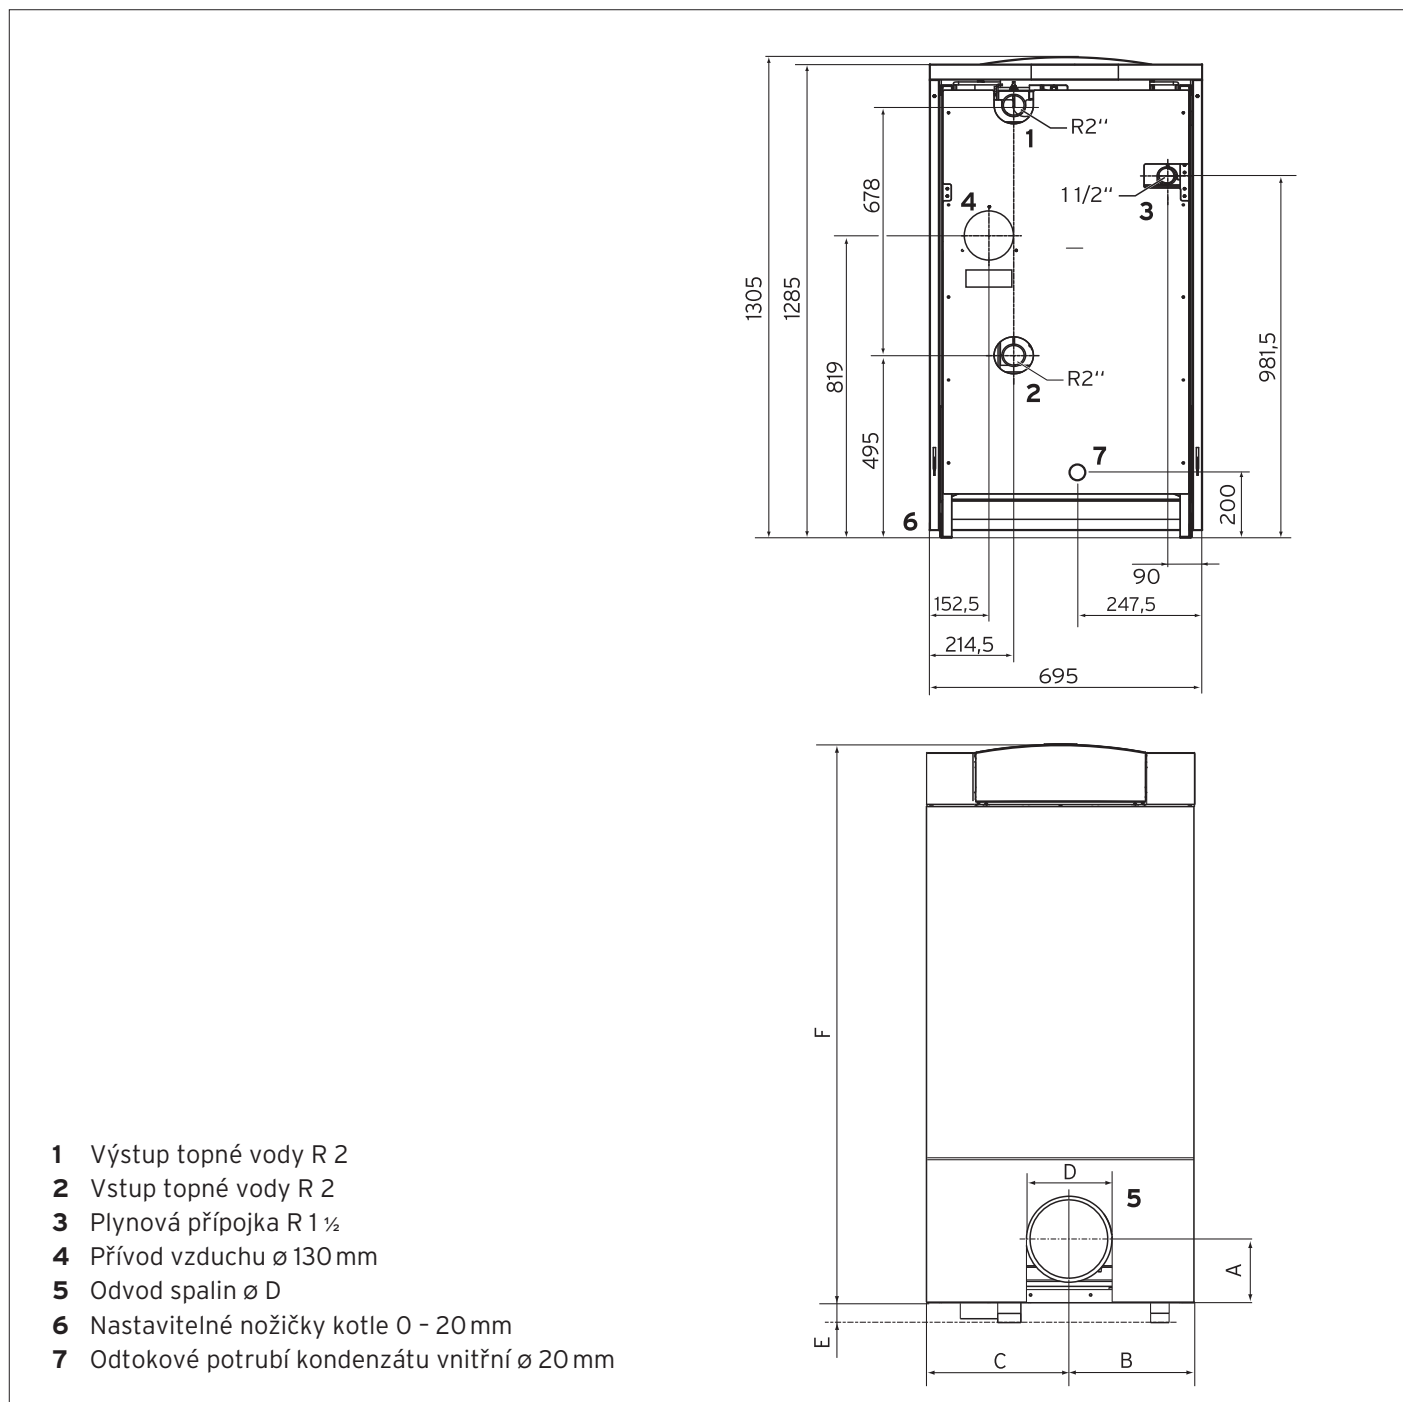 R2“
1
1 1/2“
3
4
678
1305
1285
819
981,5
R2“
2
495
7
200
6
90
152,5
247,5
214,5
695
F
D
5
A
E
C
B
1 Výstup topné vody R 2
2 Vstup topné vody R 2
3 Plynová přípojka R 1 ½
4 Přívod vzduchu ø 130 mm
5 Odvod spalin ø D
6 Nastavitelné nožičky kotle 0 – 20 mm
7 Odtokové potrubí kondenzátu vnitřní ø 20 mm